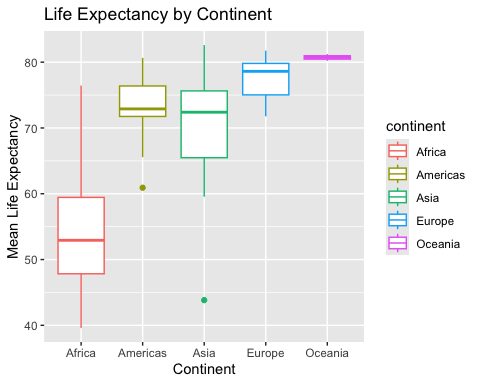 Life Expectancy by Continent
Mean Life Expectancy
80
70
60
50
40
Africa Americas Asia Europe Oceania
Continent
continent
Africa
Americas
Asia
Europe
Oceania